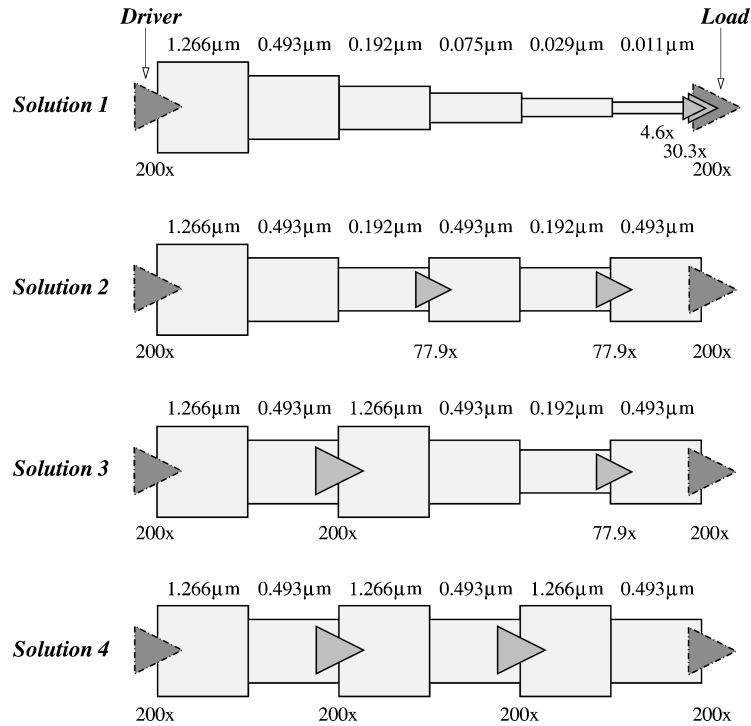 Driver Load
1.266μm 0.493μm 0.192μm 0.075μm 0.029μm 0.011μm
Solution 1
4.6x
30.3x
200x 200x
1.266μm 0.493μm 0.192μm 0.493μm 0.192μm 0.493μm
Solution 2
200x 77.9x 77.9x 200x
1.266μm 0.493μm 1.266μm 0.493μm 0.192μm 0.493μm
Solution 3
200x 200x 77.9x 200x
1.266μm 0.493μm 1.266μm 0.493μm 1.266μm 0.493μm
Solution 4
200x 200x 200x 200x